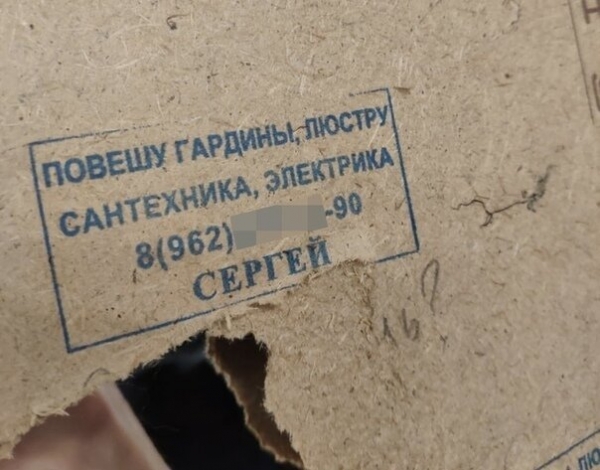 ПОВЕШУ ГАРДИНЫ, ЛЮСТРУ
САНТЕХНИКА, ЭЛЕКТРИКА
8(962) -90
СЕРГЕЙ